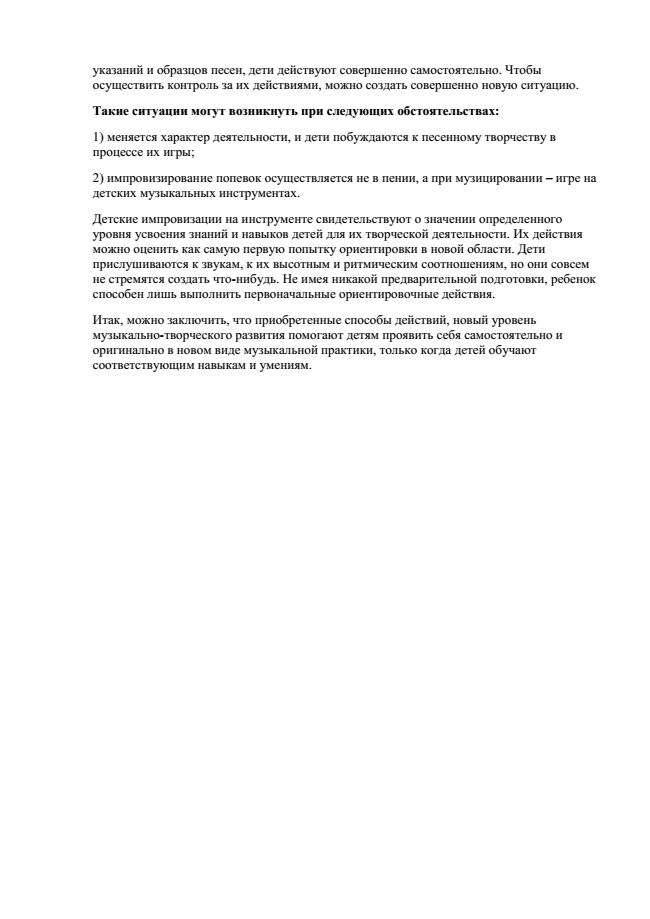 указаний и образцов песен, дети действуют совершенно самостоятельно. Чтобы
осуществить контроль за их действиями, можно создать совершенно новую ситуацию.
Такие ситуации могут возникнуть при следующих обстоятельствах:
1) меняется характер деятельности, и дети побуждаются к песенному творчеству в
процессе их игры;
2) импровизирование попевок осуществляется не в пении, а при музицировании – игре на
детских музыкальных инструментах.
Детские импровизации на инструменте свидетельствуют о значении определенного
уровня усвоения знаний и навыков детей для их творческой деятельности. Их действия
можно оценить как самую первую попытку ориентировки в новой области. Дети
прислушиваются к звукам, к их высотным и ритмическим соотношениям, но они совсем
не стремятся создать что-нибудь. Не имея никакой предварительной подготовки, ребенок
способен лишь выполнить первоначальные ориентировочные действия.
Итак, можно заключить, что приобретенные способы действий, новый уровень
музыкально-творческого развития помогают детям проявить себя самостоятельно и
оригинально в новом виде музыкальной практики, только когда детей обучают
соответствующим навыкам и умениям.